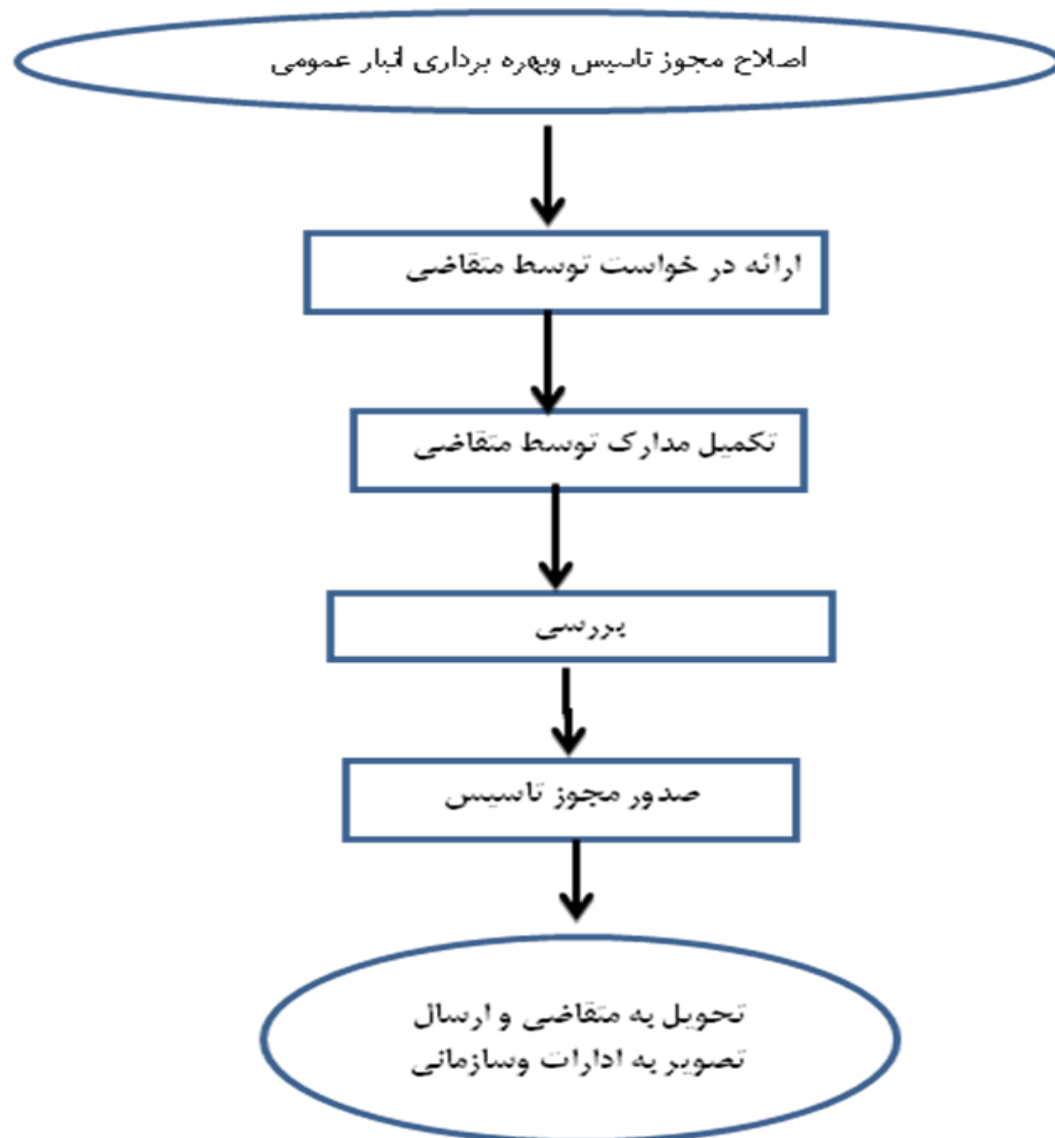 اصلاح مجوز تاسیس وبهره برداری انبار عمومی
ارائه در خواست توسط متقاضی
تکمیل مدارک توسط متقاضی
بررسی
صدور مجوز تاسیس
تحویل به متقاضی و ارسال
تصویر به ادارات وسازمانی